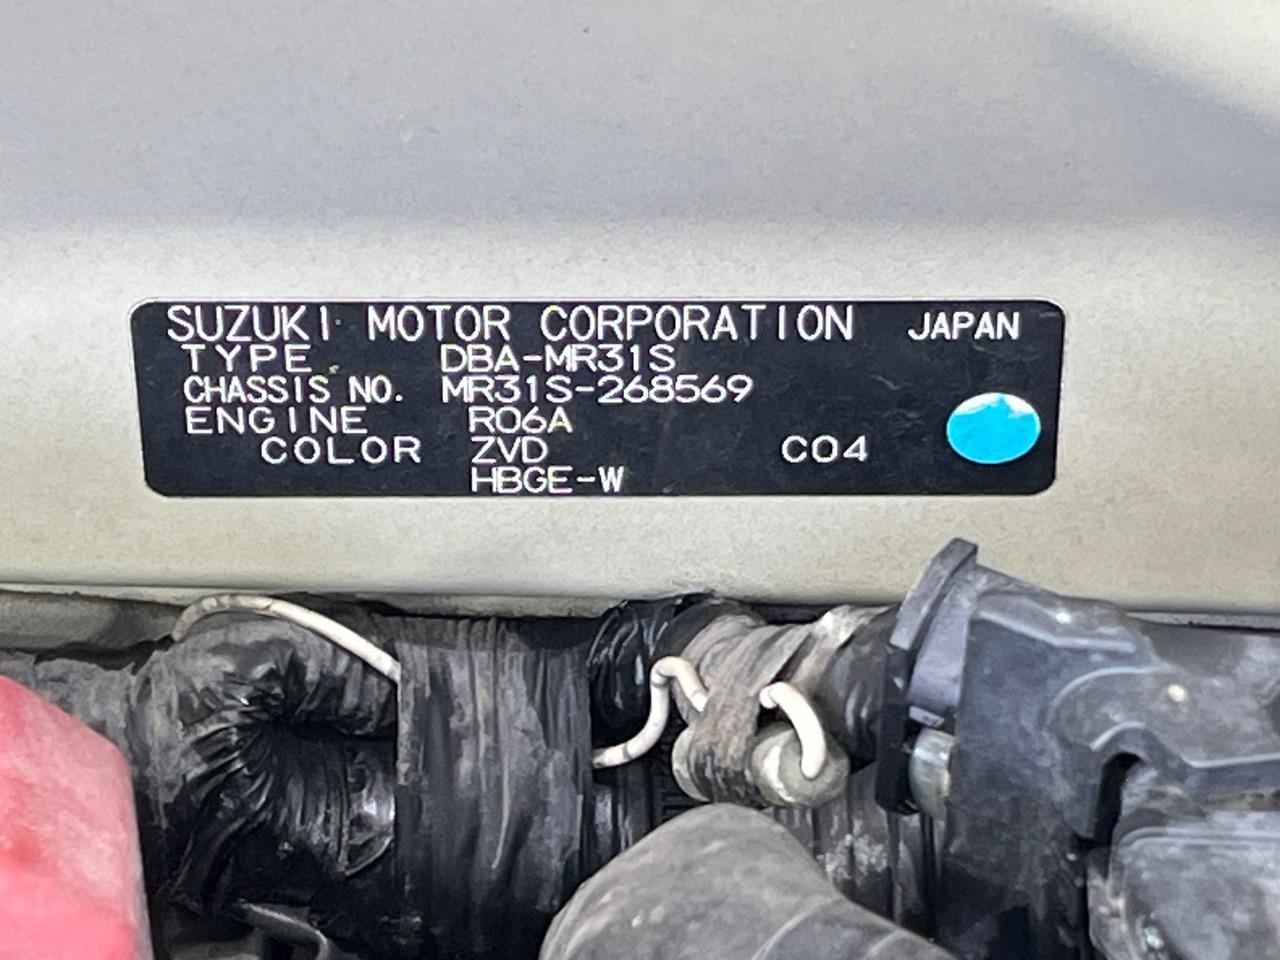 SUZUKI MOTOR CORPORATION JAPAN
TYPE DBA-MR31S
CHASSIS NO. MR31S-268569
ENGINE R06A
COLOR ZVD C04
HBGE-W